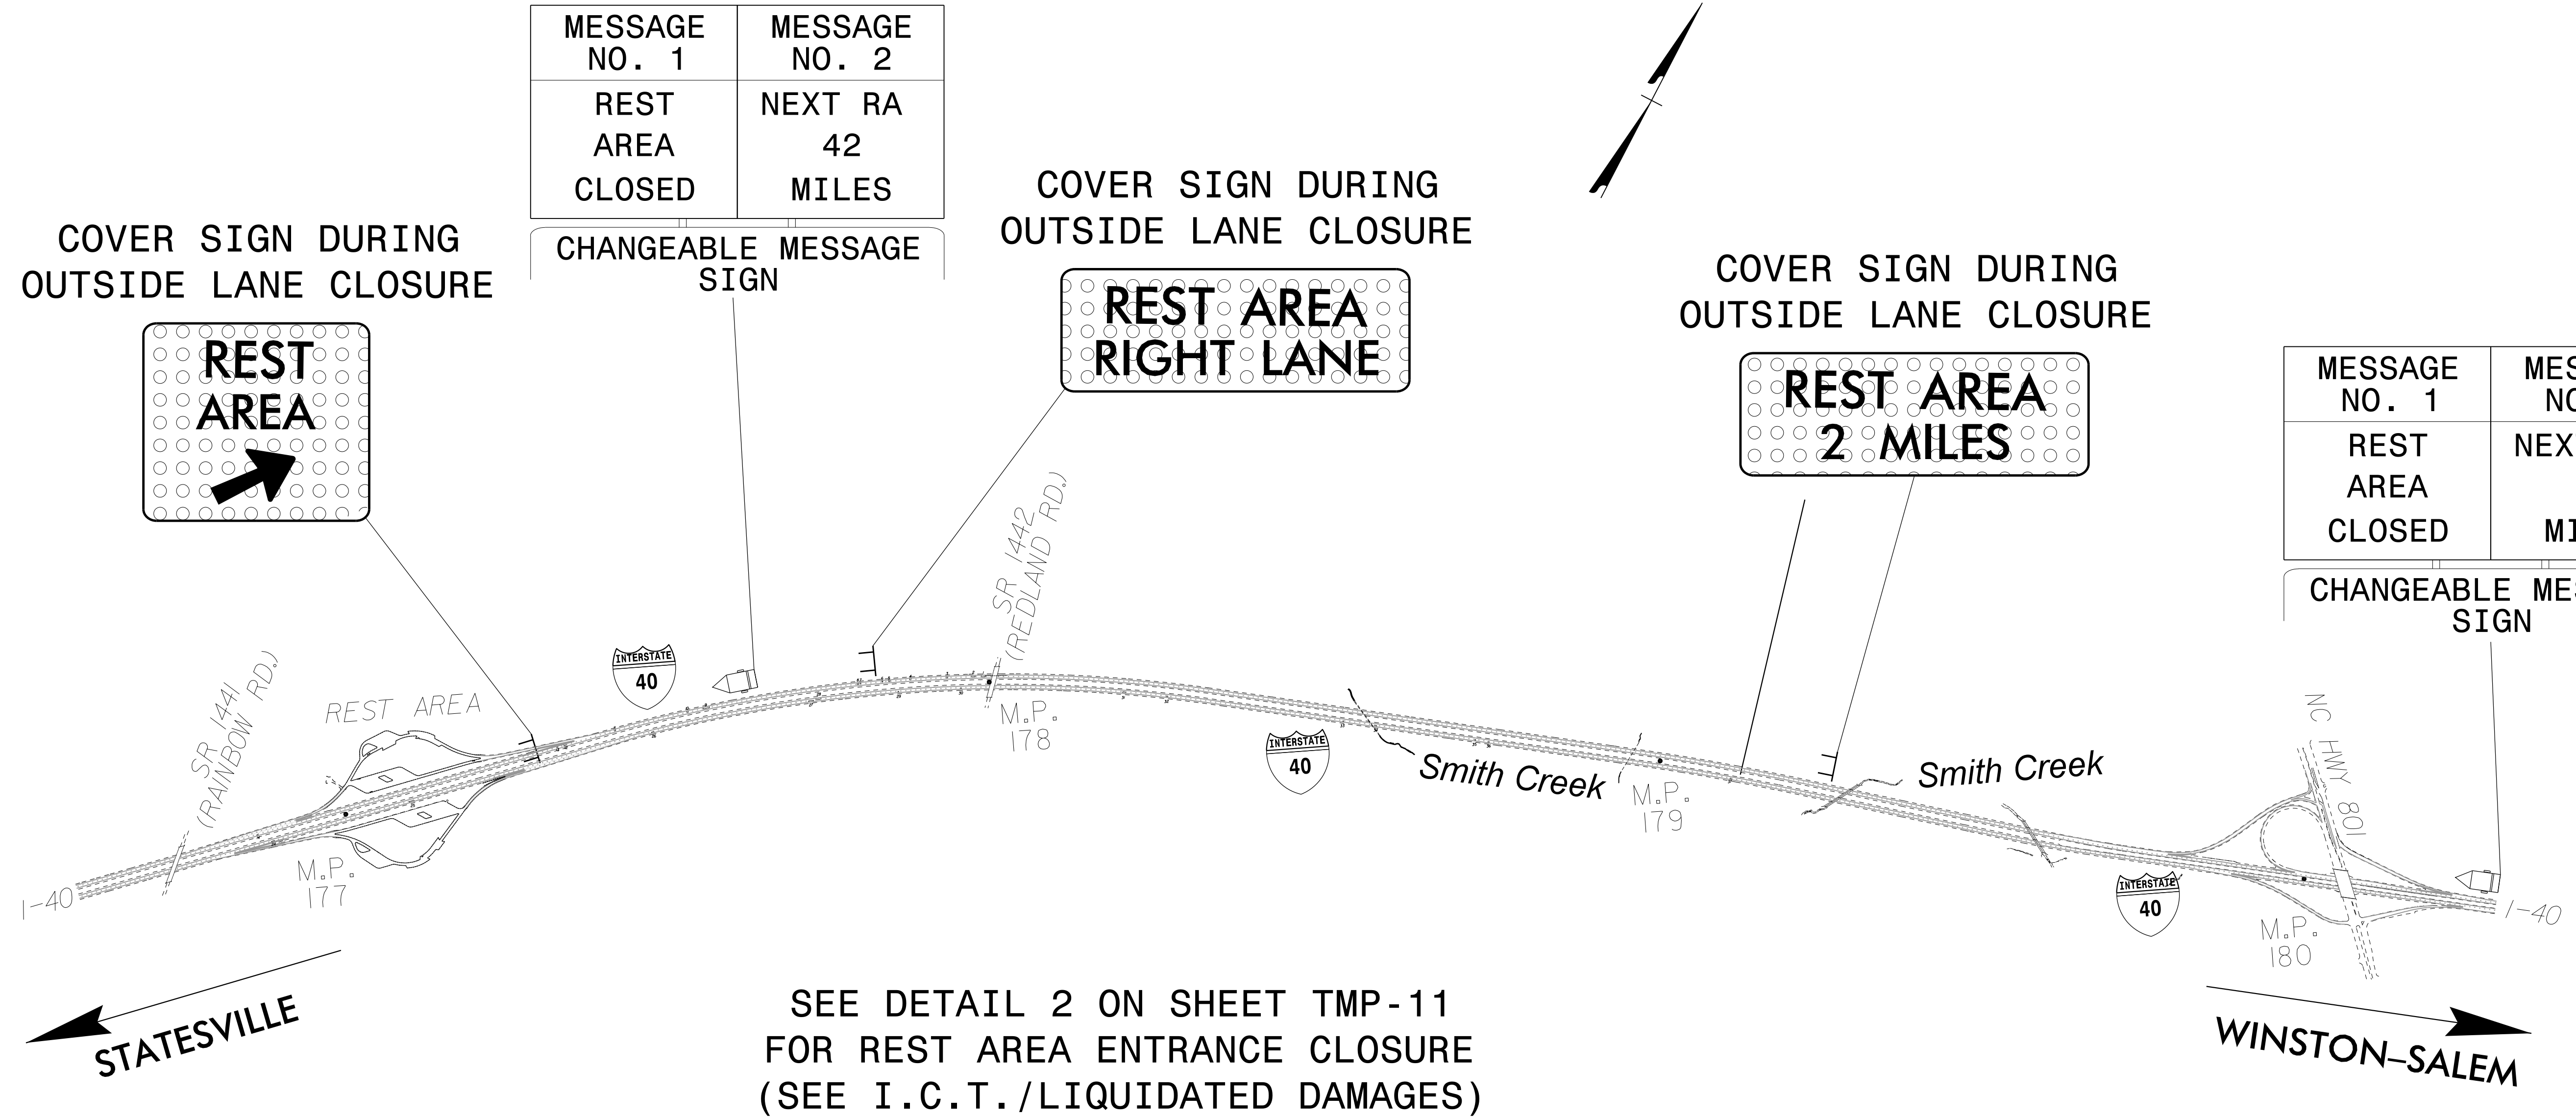 MESSAGE NO. 1
MESSAGE NO. 2
REST AREA CLOSED
NEXT RA 42 MILES
CHANGEABLE MESSAGE
SIGN
COVER SIGN DURING
OUTSIDE LANE CLOSURE
REST
AREA
COVER SIGN DURING
OUTSIDE LANE CLOSURE
REST AREA
RIGHT LANE
COVER SIGN DURING
OUTSIDE LANE CLOSURE
REST AREA
2 MILES
MESSAGE NO. 1
MES
NO
REST AREA CLOSED
NEX
MI
CHANGEABLE MES
SIGN
SR 1441
(RAINBOW RD.)
REST AREA
INTERSTATE
40
SR 1442
(REDLAND RD.)
M.P.
178
INTERSTATE
40
Smith Creek
M.P.
179
Smith Creek
NC HWY 801
INTERSTATE
40
M.P.
180
I-40
I-40
M.P.
177
STATESVILLE
WINSTON–SALEM
SEE DETAIL 2 ON SHEET TMP-11
FOR REST AREA ENTRANCE CLOSURE
(SEE I.C.T./LIQUIDATED DAMAGES)